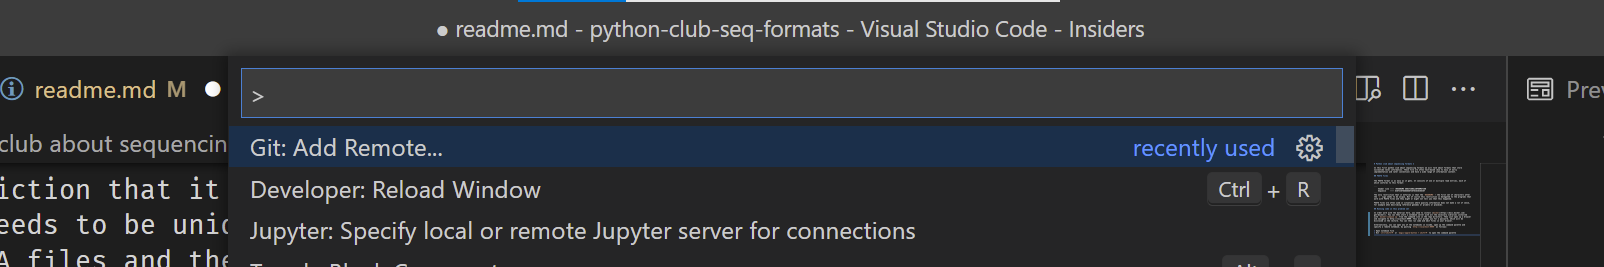 ● readme.md - python-club-seq-formats - Visual Studio Code - Insiders
readme.md M
>
Git: Add Remote... recently used
Developer: Reload Window Ctrl + R
Jupyter: Specify local or remote Jupyter server for connections
club about sequencin
iction that it
eeds to be uniq
A files and the
Prev